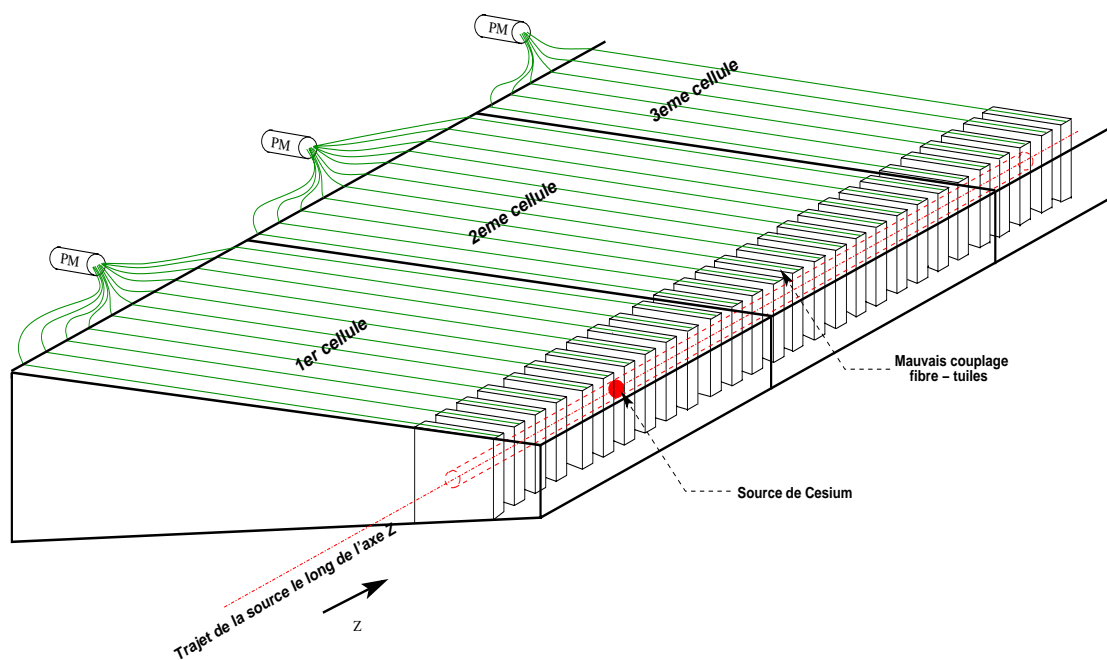 PM
3eme cellule
PM
2eme cellule
PM
1er cellule
Mauvais couplage
fibre – tuiles
Source de Cesium
Trajet de la source le long de l'axe Z
Z